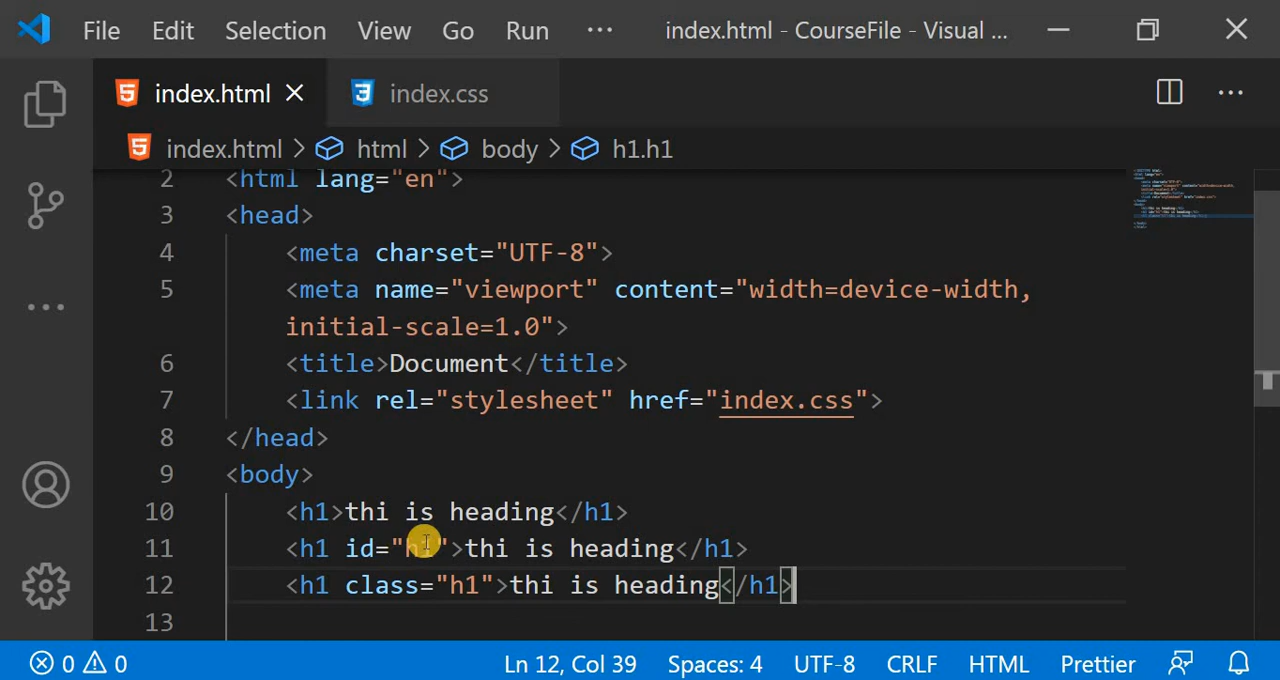 File Edit Selection View Go Run ··· index.html - CourseFile - Visual ...
index.html index.css
index.html > html > body > h1.h1
2 <html lang="en">
3 <head>
4 <meta charset="UTF-8">
5 <meta name="viewport" content="width=device-width,
initial-scale=1.0">
6 <title>Document</title>
7 <link rel="stylesheet" href="index.css">
8 </head>
9 <body>
10 <h1>thi is heading</h1>
11 <h1 id="h1">thi is heading</h1>
12 <h1 class="h1">thi is heading</h1>
13
0 0 Ln 12, Col 39 Spaces: 4 UTF-8 CRLF HTML Prettier